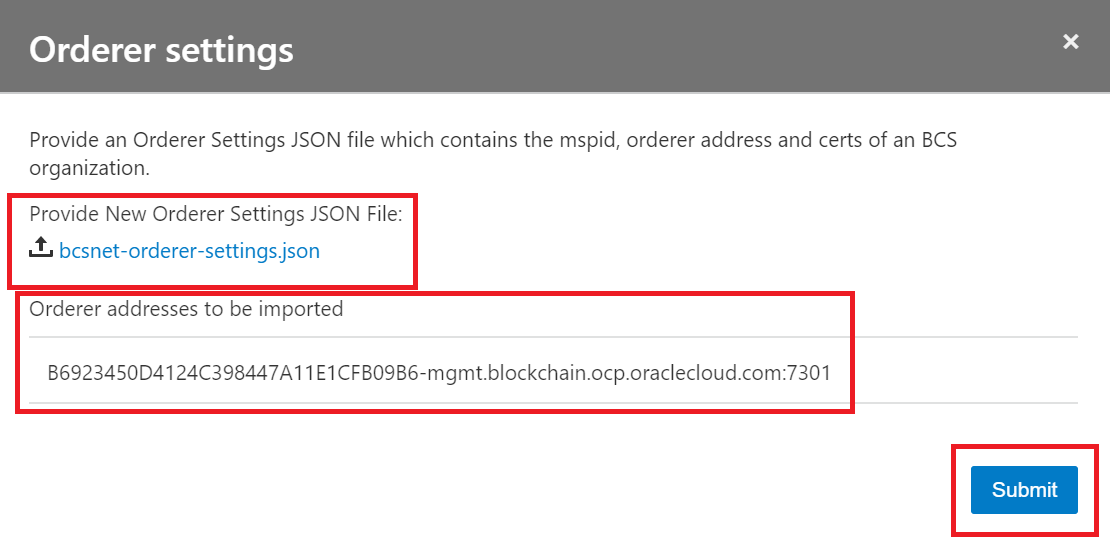 Orderer settings
×
Provide an Orderer Settings JSON file which contains the mspid, orderer address and certs of an BCS
organization.
Provide New Orderer Settings JSON File:
bcsnet-orderer-settings.json
Orderer addresses to be imported
B6923450D4124C398447A11E1CFB09B6-mgmt.blockchain.ocp.oraclecloud.com:7301
Submit